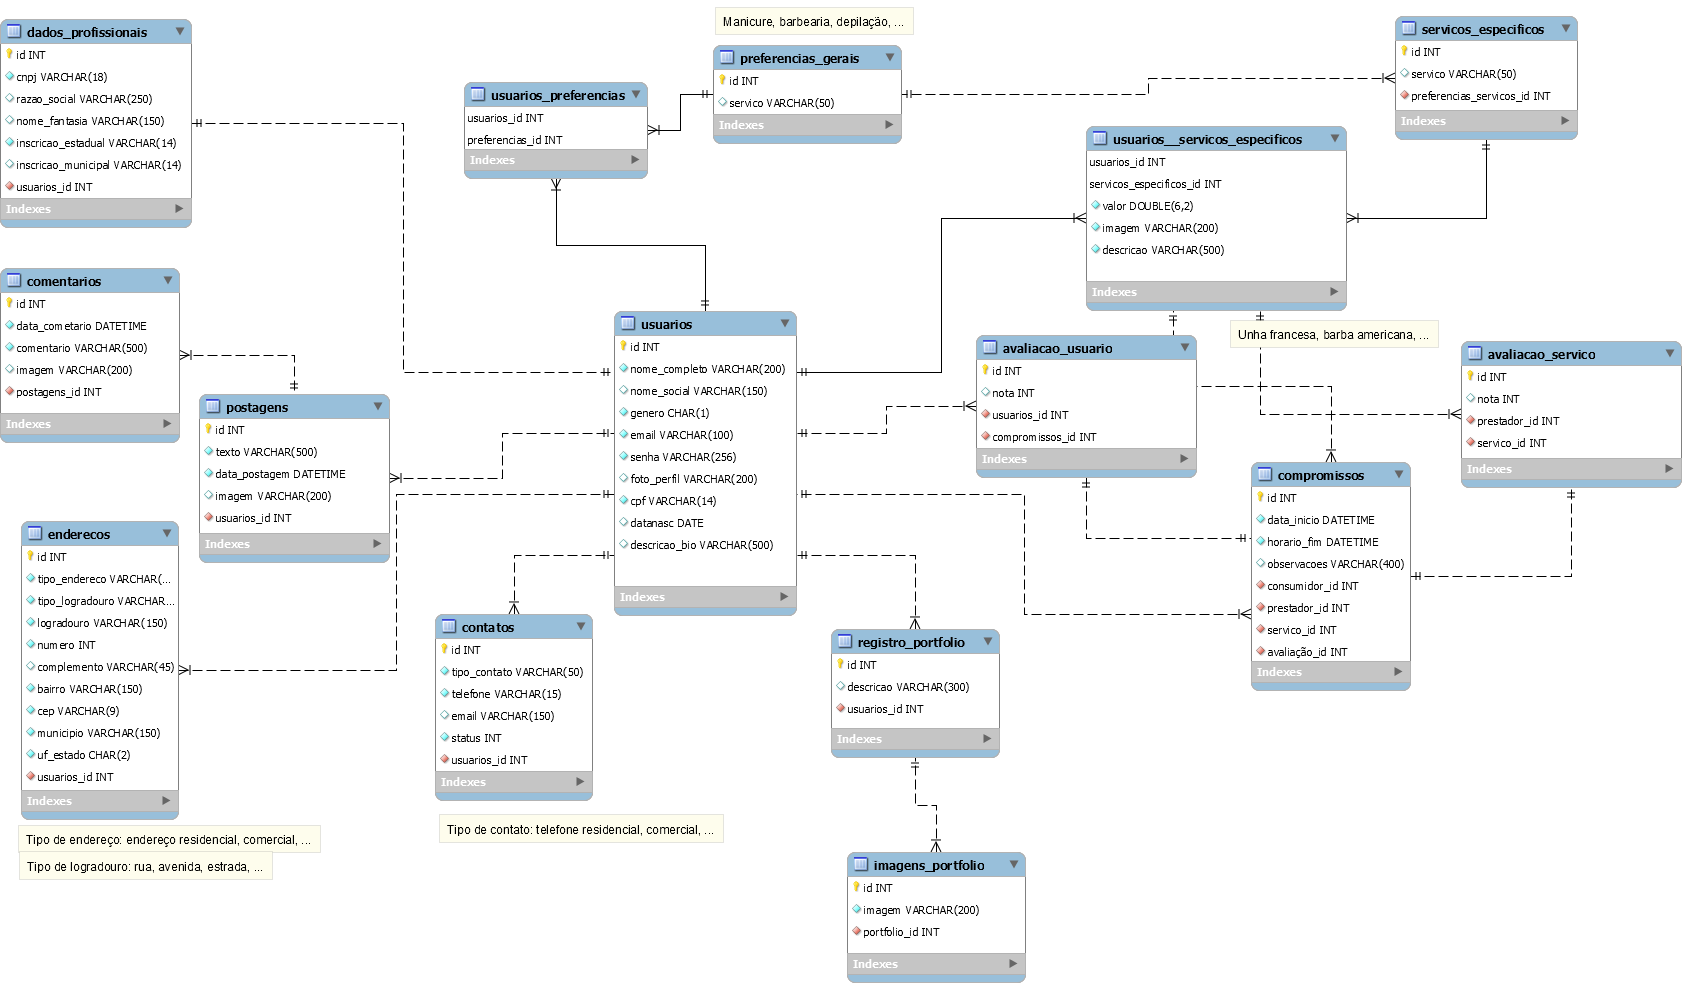 dados_profissionais
id INT
cnpj VARCHAR(18)
razao_social VARCHAR(250)
nome_fantasia VARCHAR(150)
inscricao_estadual VARCHAR(14)
inscricao_municipal VARCHAR(14)
usuarios_id INT
Indexes
Manicure, barbearia, depilação, ...
usuarios_preferencias
usuarios_id INT
preferencias_id INT
Indexes
preferencias_gerais
id INT
servico VARCHAR(50)
Indexes
servicos_especificos
id INT
servico VARCHAR(50)
preferencias_servicos_id INT
Indexes
usuarios__servicos_especificos
usuarios_id INT
servicos_especificos_id INT
valor DOUBLE(6,2)
imagem VARCHAR(200)
descricao VARCHAR(500)
Indexes
Unha francesa, barba americana, ...
comentarios
id INT
data_cometario DATETIME
comentario VARCHAR(500)
imagem VARCHAR(200)
postagens_id INT
Indexes
postagens
id INT
texto VARCHAR(500)
data_postagem DATETIME
imagem VARCHAR(200)
usuarios_id INT
Indexes
usuarios
id INT
nome_completo VARCHAR(200)
nome_social VARCHAR(150)
genero CHAR(1)
email VARCHAR(100)
senha VARCHAR(256)
foto_perfil VARCHAR(200)
cpf VARCHAR(14)
datanasc DATE
descricao_bio VARCHAR(500)
Indexes
avaliacao_usuario
id INT
nota INT
usuarios_id INT
compromissos_id INT
Indexes
avaliacao_servico
id INT
nota INT
prestador_id INT
servico_id INT
Indexes
compromissos
id INT
data_inicio DATETIME
horario_fim DATETIME
observacoes VARCHAR(400)
consumidor_id INT
prestador_id INT
servico_id INT
avaliação_id INT
Indexes
enderecos
id INT
tipo_endereco VARCHAR(...
tipo_logradouro VARCHAR...
logradouro VARCHAR(150)
numero INT
complemento VARCHAR(45)
bairro VARCHAR(150)
cep VARCHAR(9)
municipio VARCHAR(150)
uf_estado CHAR(2)
usuarios_id INT
Indexes
Tipo de endereço: endereço residencial, comercial, ...
Tipo de logradouro: rua, avenida, estrada, ...
contatos
id INT
tipo_contato VARCHAR(50)
telefone VARCHAR(15)
email VARCHAR(150)
status INT
usuarios_id INT
Indexes
Tipo de contato: telefone residencial, comercial, ...
registro_portfolio
id INT
descricao VARCHAR(300)
usuarios_id INT
Indexes
imagens_portfolio
id INT
imagem VARCHAR(200)
portfolio_id INT
Indexes